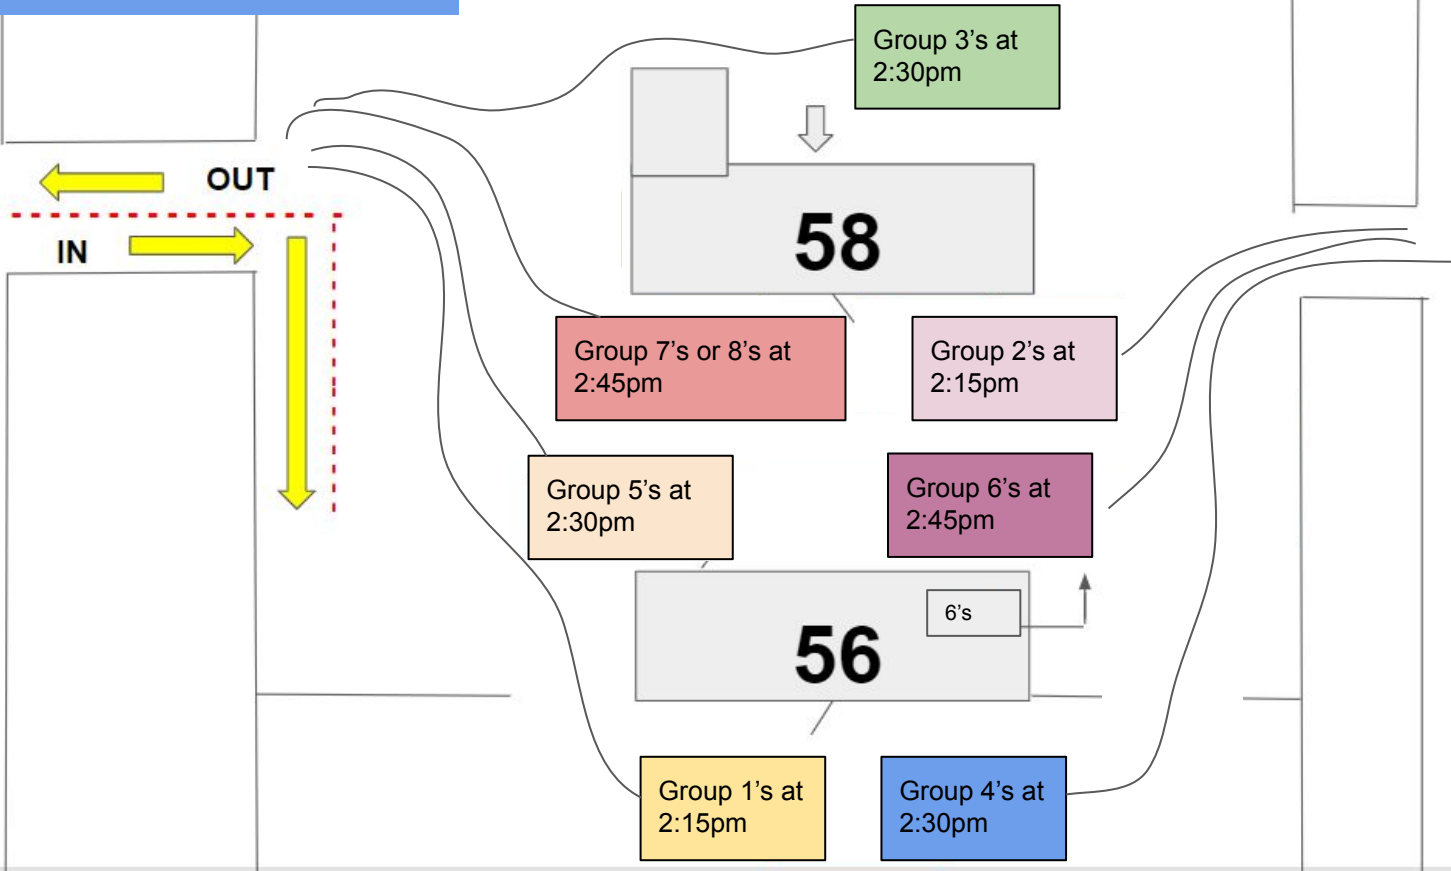 Group 3’s at
2:30pm
OUT
IN
58
Group 7’s or 8’s at
2:45pm
Group 2’s at
2:15pm
Group 5’s at
2:30pm
Group 6’s at
2:45pm
6’s
56
Group 1’s at
2:15pm
Group 4’s at
2:30pm